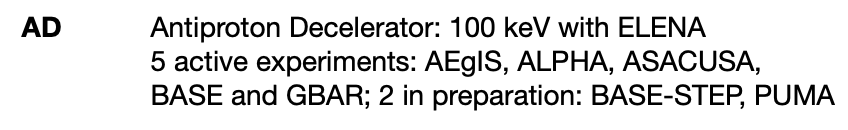 AD Antiproton Decelerator: 100 keV with ELENA
5 active experiments: AEgIS, ALPHA, ASACUSA,
BASE and GBAR; 2 in preparation: BASE-STEP, PUMA